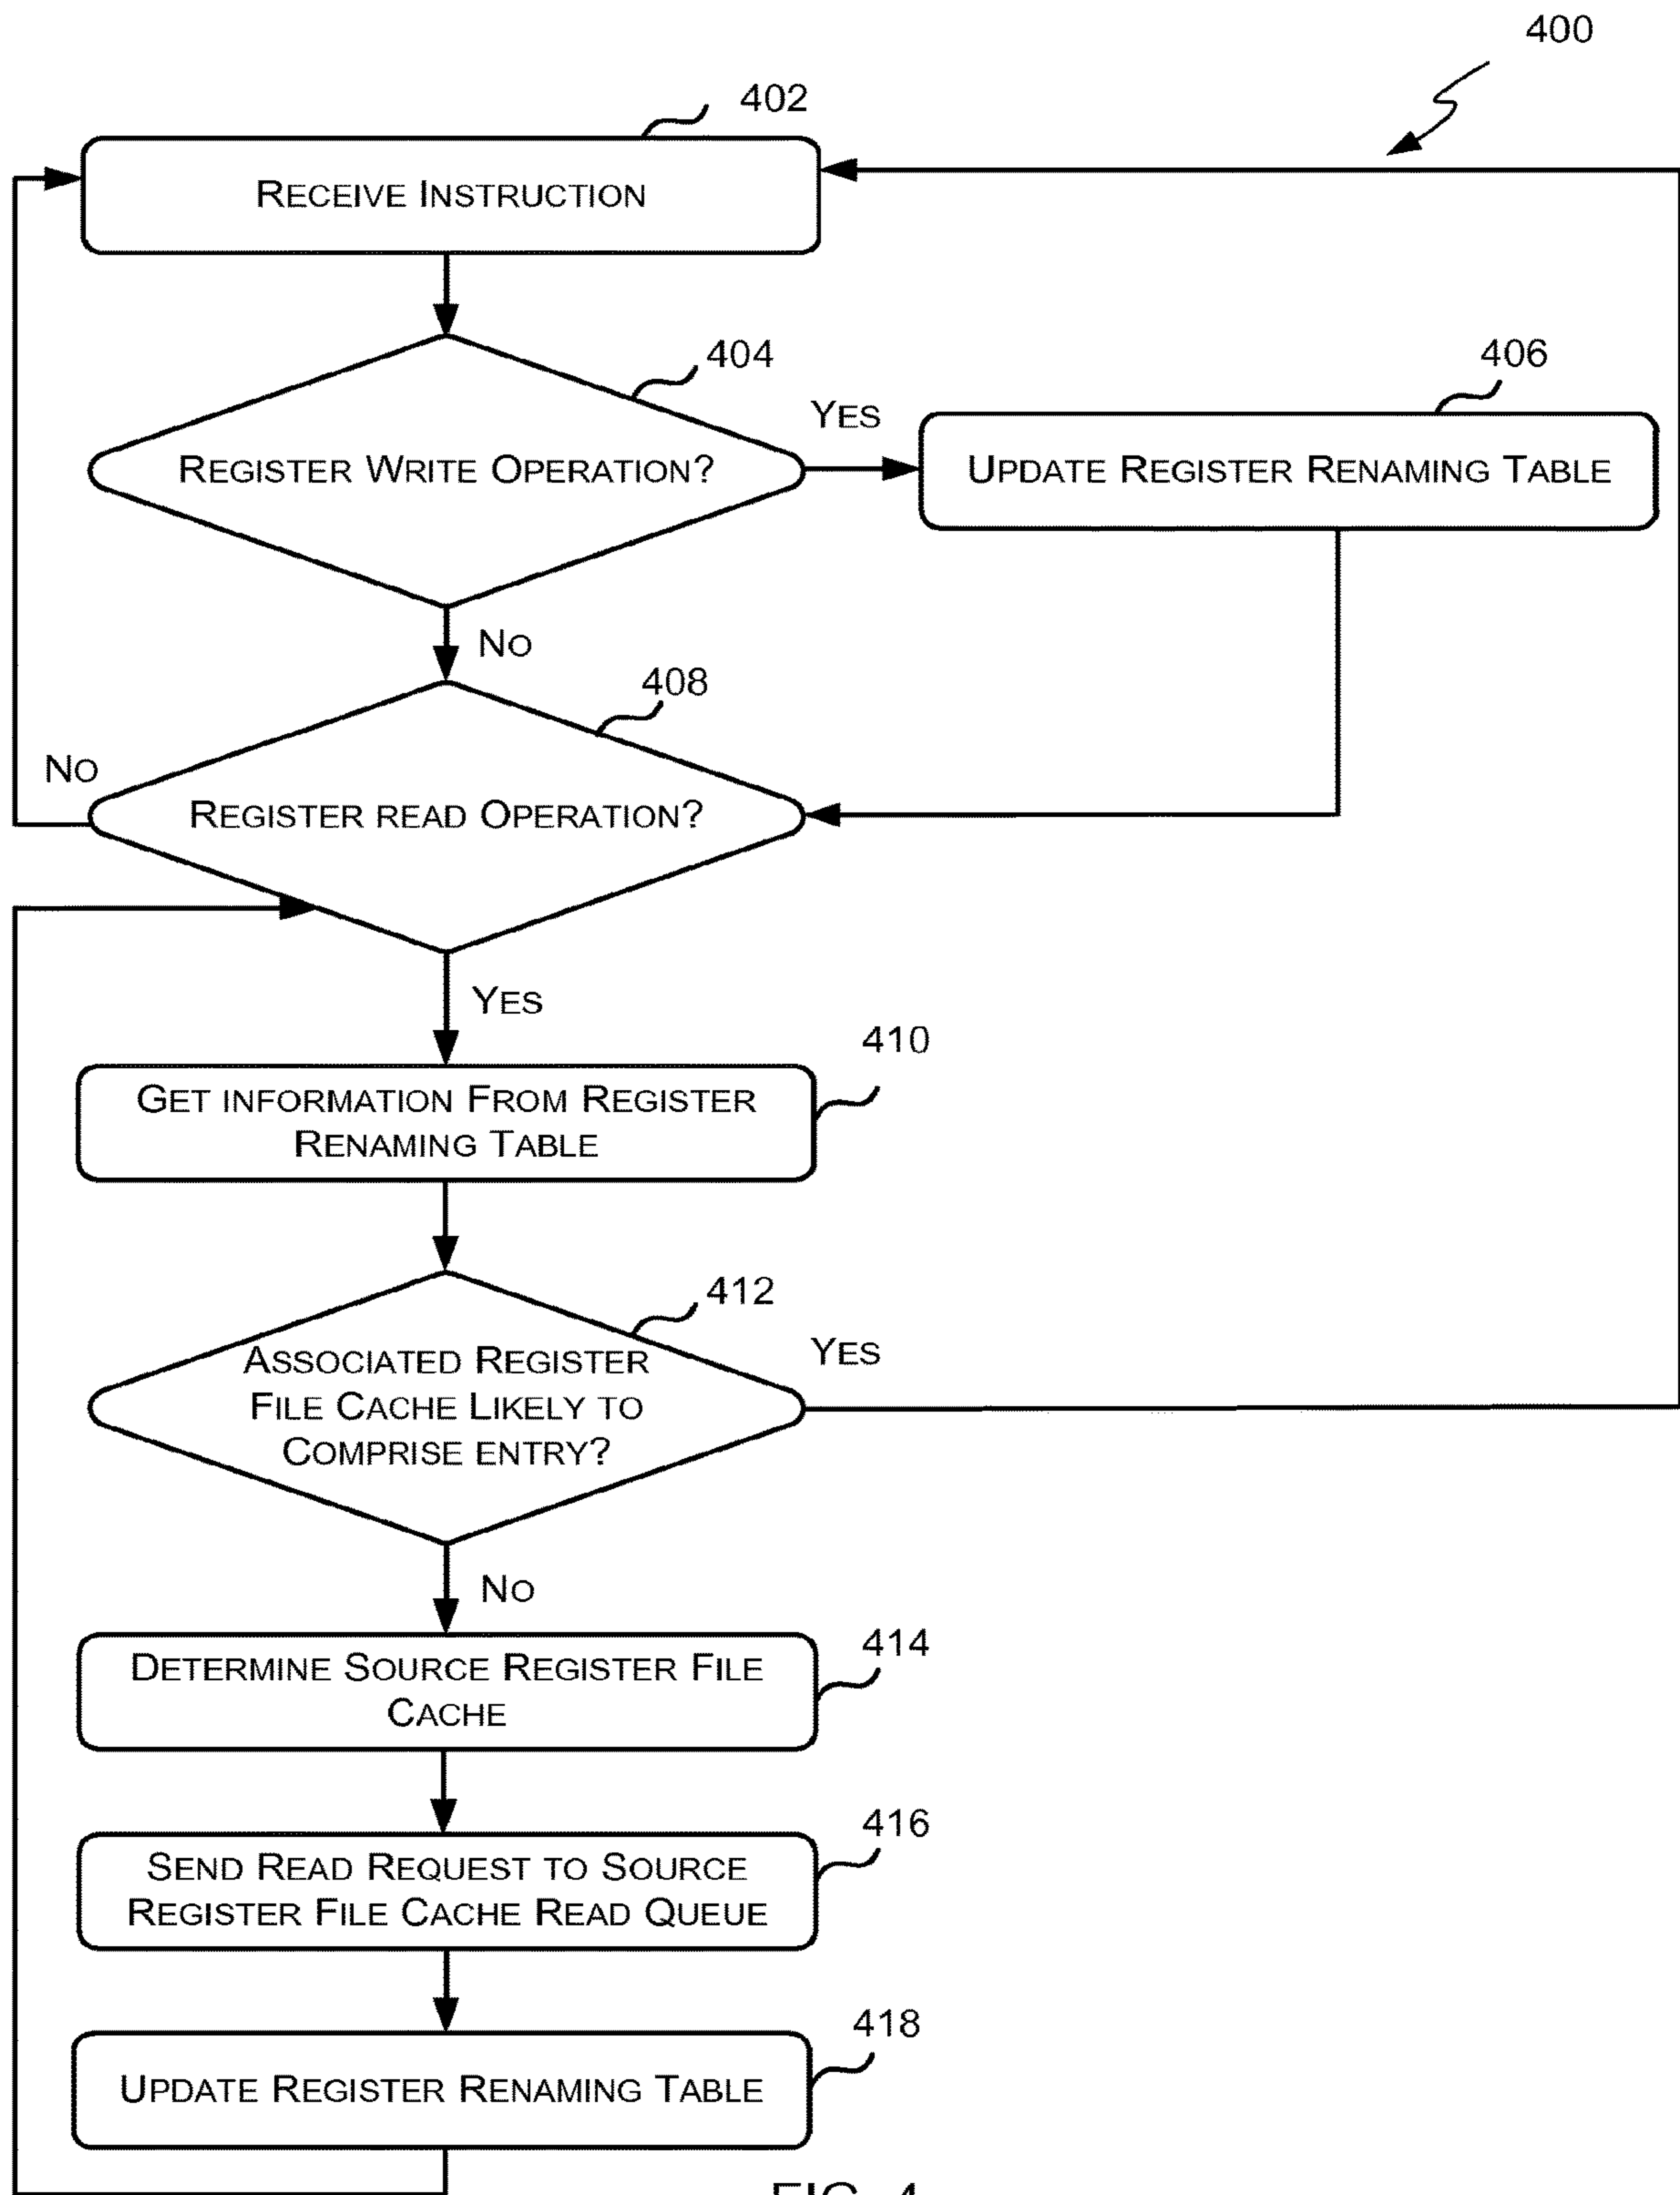 400
402
RECEIVE INSTRUCTION
404
406
YES
REGISTER WRITE OPERATION?
UPDATE REGISTER RENAMING TABLE
NO
408
NO
REGISTER READ OPERATION?
YES
410
GET INFORMATION FROM REGISTER
RENAMING TABLE
412
YES
ASSOCIATED REGISTER
FILE CACHE LIKELY TO
COMPRISE ENTRY?
NO
414
DETERMINE SOURCE REGISTER FILE
CACHE
416
SEND READ REQUEST TO SOURCE
REGISTER FILE CACHE READ QUEUE
418
UPDATE REGISTER RENAMING TABLE
FIG. 4